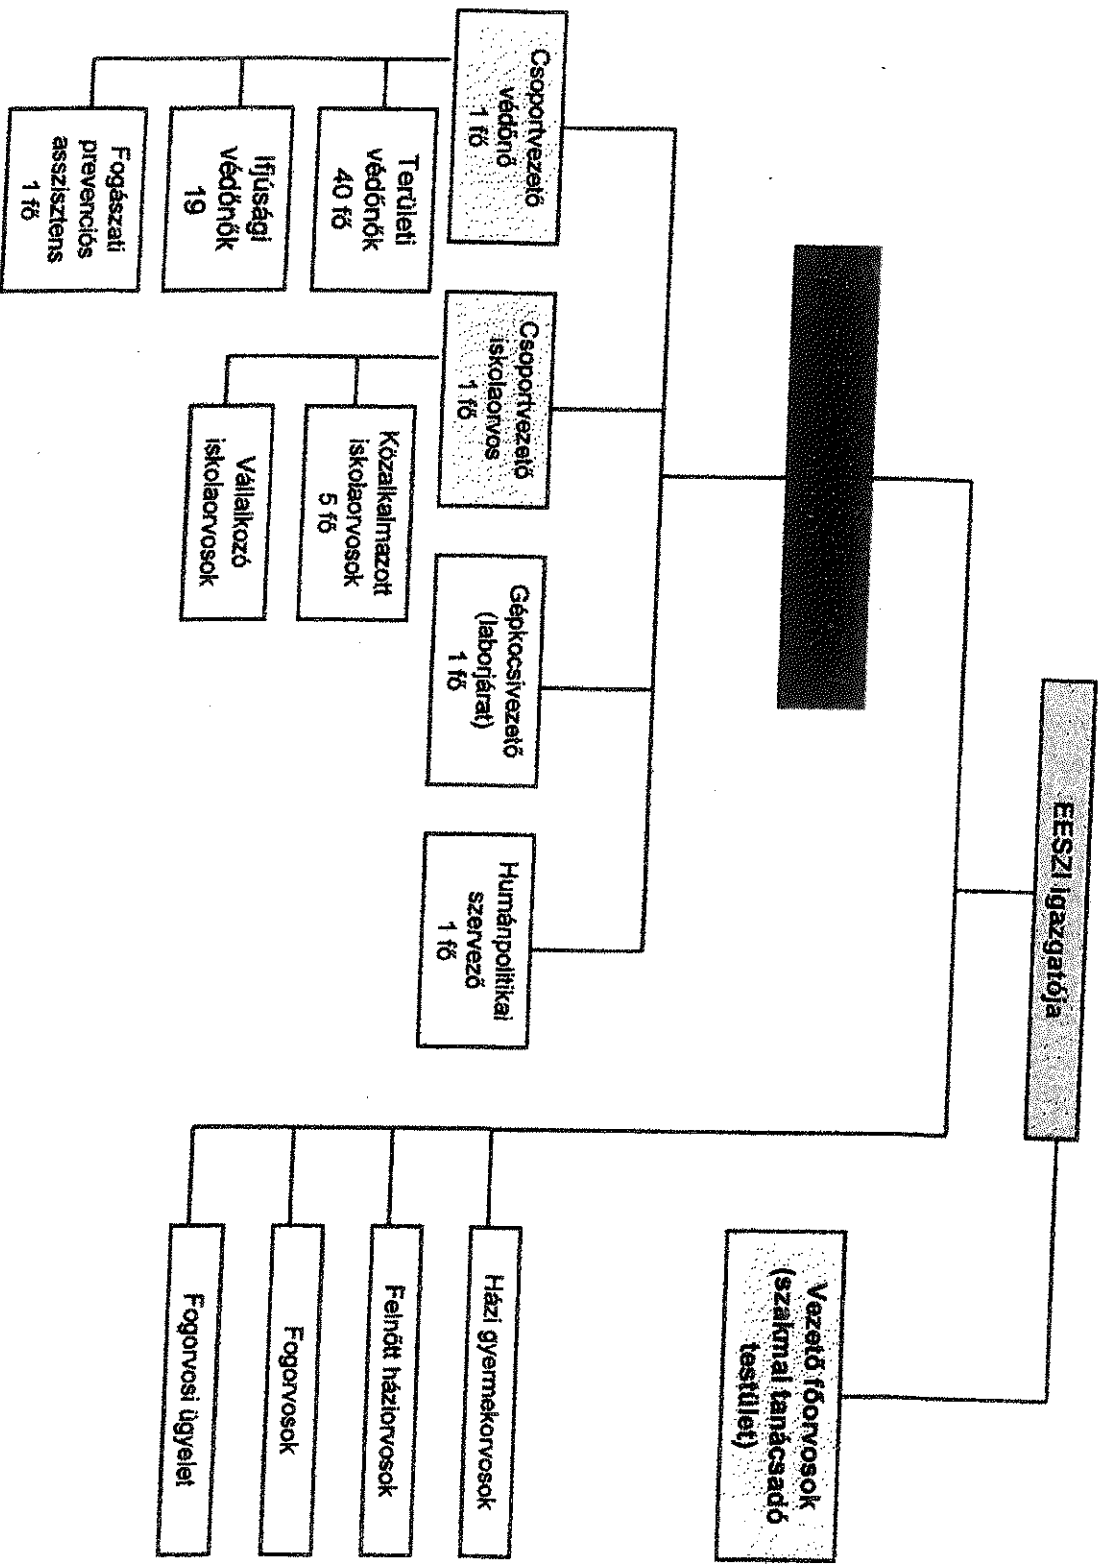 EESZI igazgatója
Vezető főorvosok
(szakmai tanácsadó
testület)
Csoportvezető
védőnő
1 fő
Csoportvezető
iskolaorvos
1 fő
Gépkocsivezető
(laborjárat)
1 fő
Humánpolitikai
szervező
1 fő
Területi
védőnők
40 fő
Ifjúsági
védőnők
19
Fogászati
prevenciós
asszisztens
1 fő
Közalkalmazott
iskolaorvosok
5 fő
Vállalkozó
iskolaorvosok
Házi gyermekorvosok
Felnőtt háziorvosok
Fogorvosok
Fogorvosi ügyelet